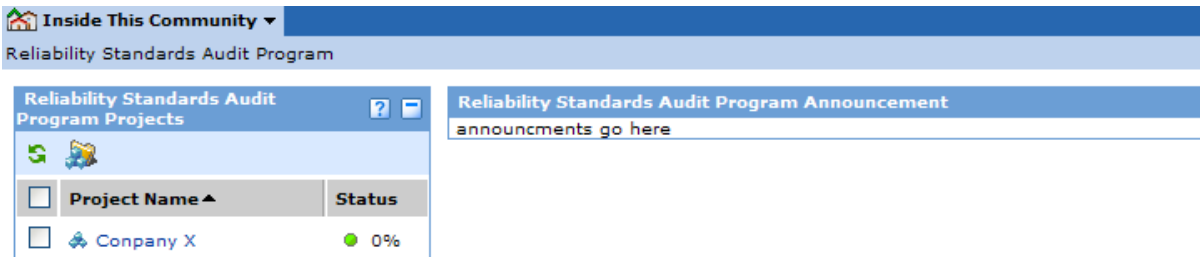 Inside This Community ▼
Reliability Standards Audit Program
Reliability Standards Audit
Program Projects
?
Reliability Standards Audit Program Announcement
announcments go here
Project Name▲ Status
Conpany X 0%